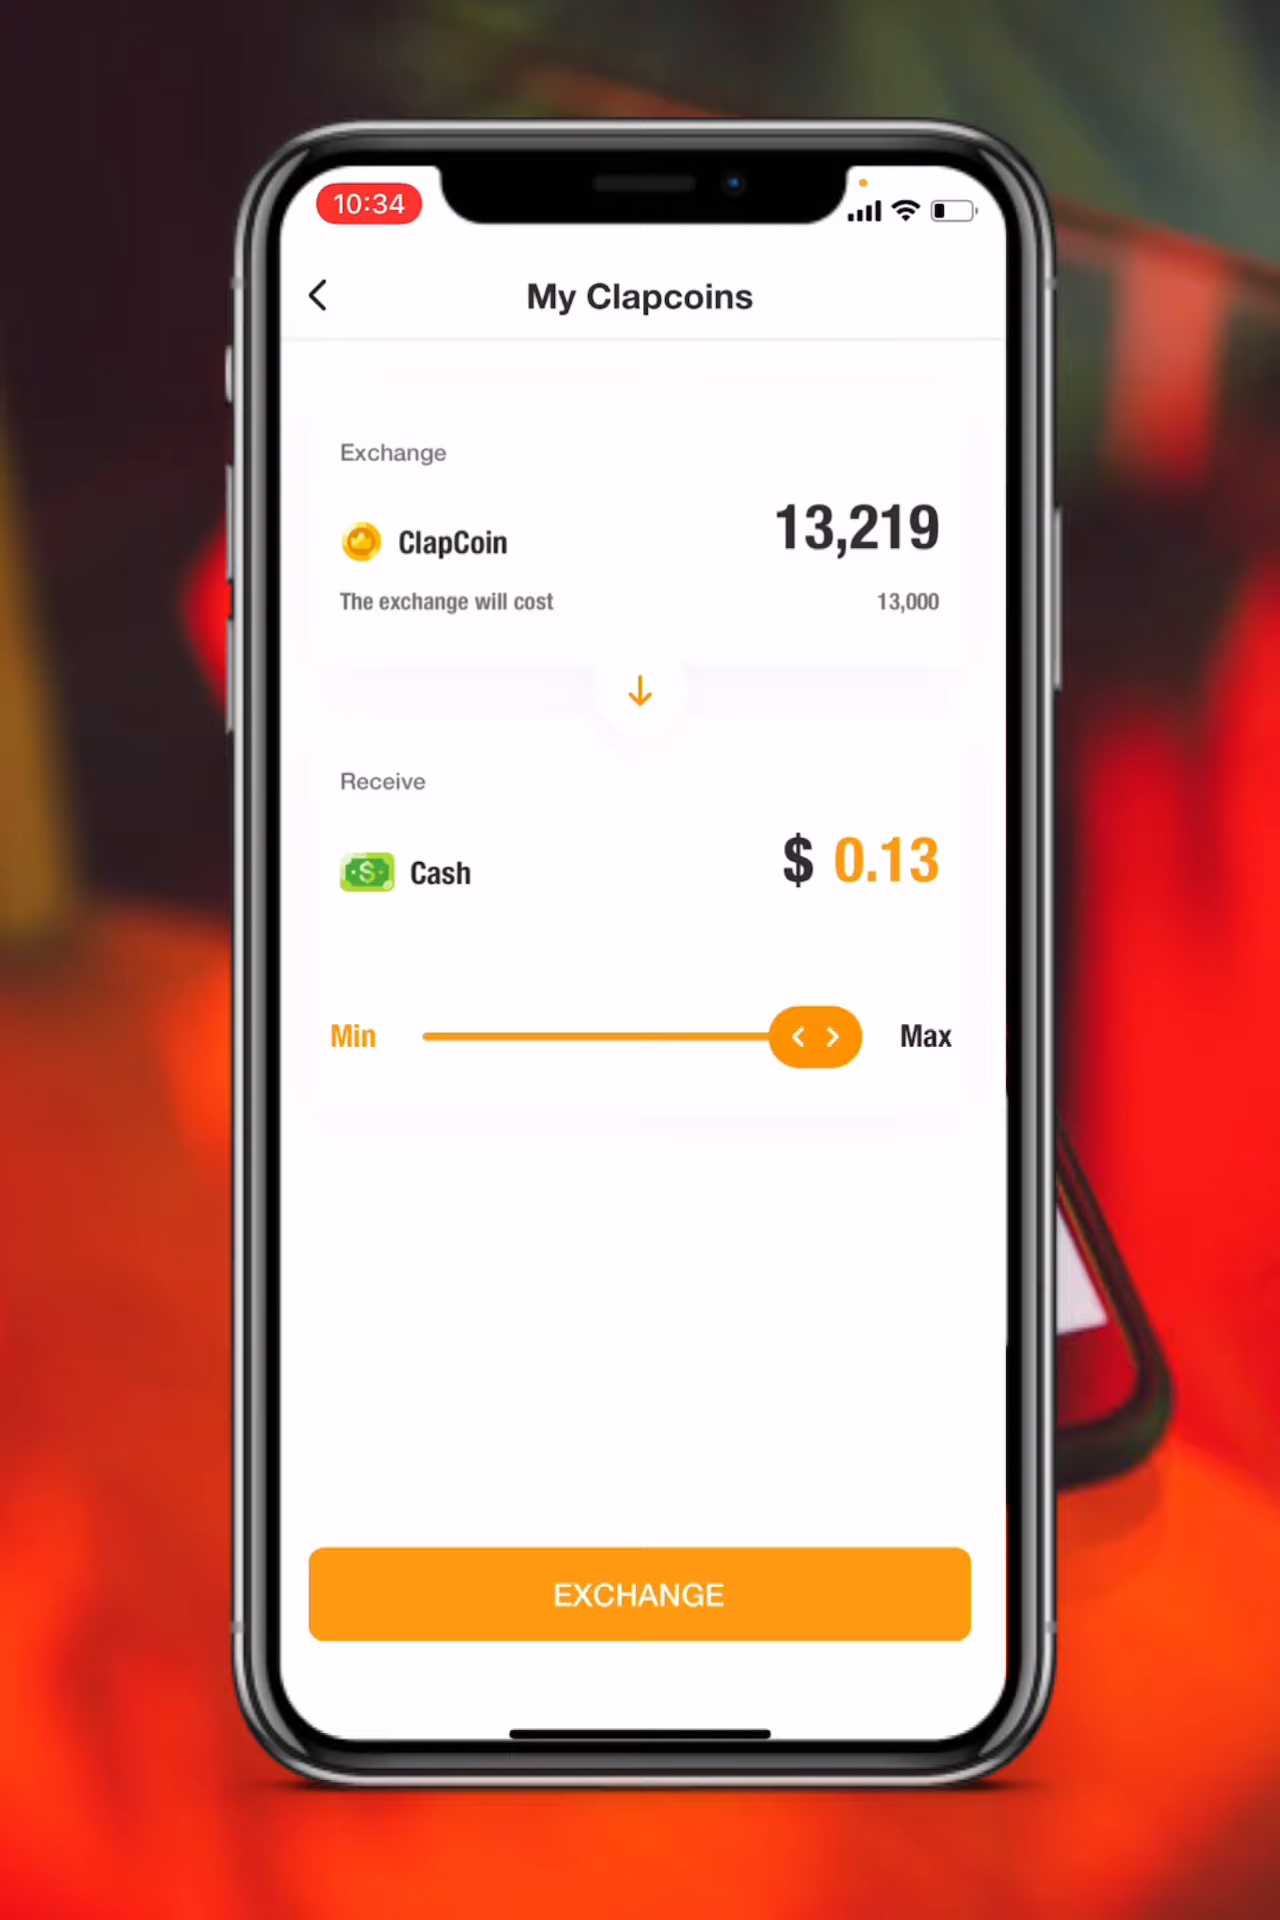 10:34
My Clapcoins
Exchange
ClapCoin 13,219
The exchange will cost 13,000
Receive
Cash $ 0.13
Min Max
EXCHANGE